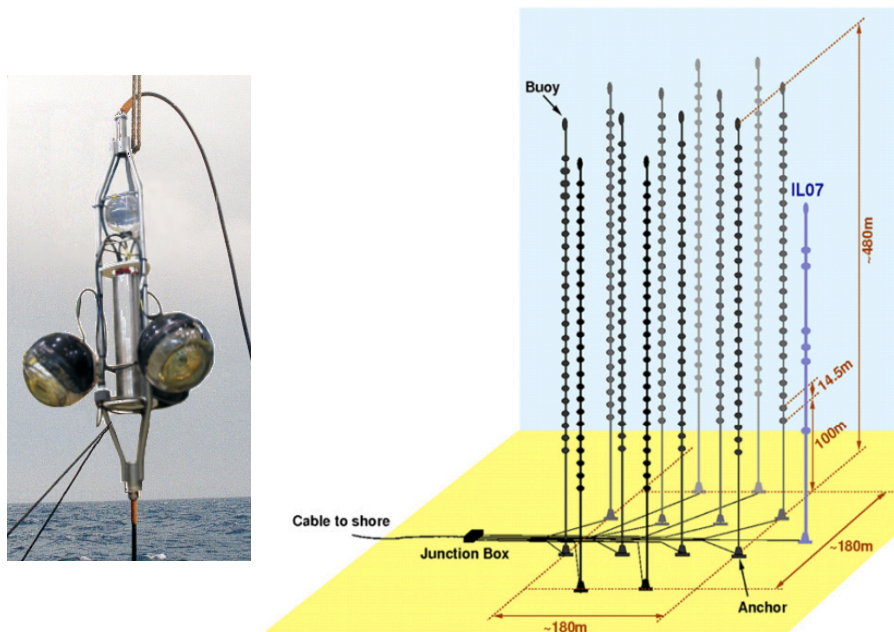 Buoy
IL07
~480m
14.5m
100m
Cable to shore
Junction Box
~180m
Anchor
~180m